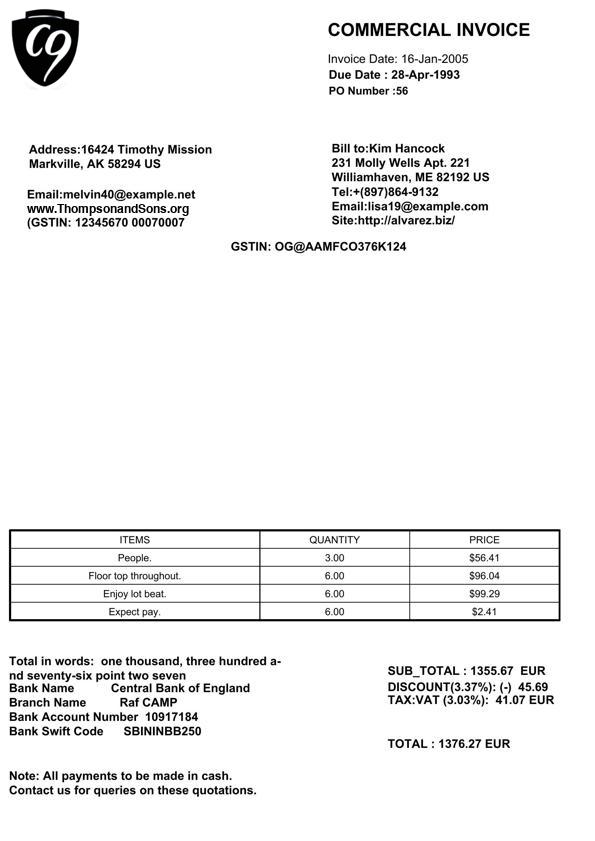 C9
COMMERCIAL INVOICE
Invoice Date: 16-Jan-2005
Due Date : 28-Apr-1993
PO Number :56
Address:16424 Timothy Mission
Markville, AK 58294 US
Email:melvin40@example.net
www.ThompsonandSons.org
(GSTIN: 12345670 00070007
Bill to:Kim Hancock
231 Molly Wells Apt. 221
Williamhaven, ME 82192 US
Tel:+(897)864-9132
Email:lisa19@example.com
Site:http://alvarez.biz/
GSTIN: OG@AAMFCO376K124
ITEMS QUANTITY PRICE
People. 3.00 $56.41
Floor top throughout. 6.00 $96.04
Enjoy lot beat. 6.00 $99.29
Expect pay. 6.00 $2.41
Total in words: one thousand, three hundred a-
nd seventy-six point two seven
Bank Name Central Bank of England
Branch Name Raf CAMP
Bank Account Number 10917184
Bank Swift Code SBININBB250
SUB_TOTAL : 1355.67 EUR
DISCOUNT(3.37%): (-) 45.69
TAX:VAT (3.03%): 41.07 EUR
TOTAL : 1376.27 EUR
Note: All payments to be made in cash.
Contact us for queries on these quotations.